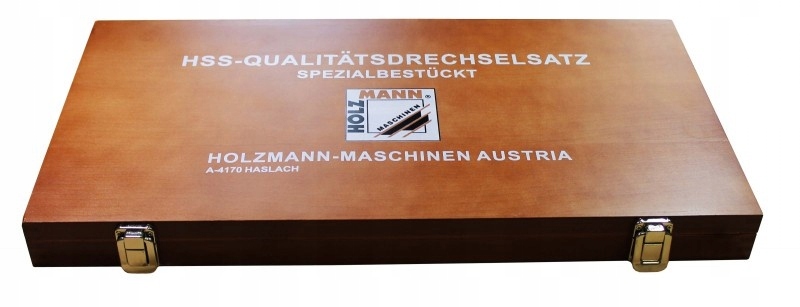 HSS-QUALITÄTSDRECHSELSATZ
SPEZIALBESTÜCKT
HOLZ
MANN
®
MASCHINEN
HOLZMANN-MASCHINEN AUSTRIA
A-4170 HASLACH